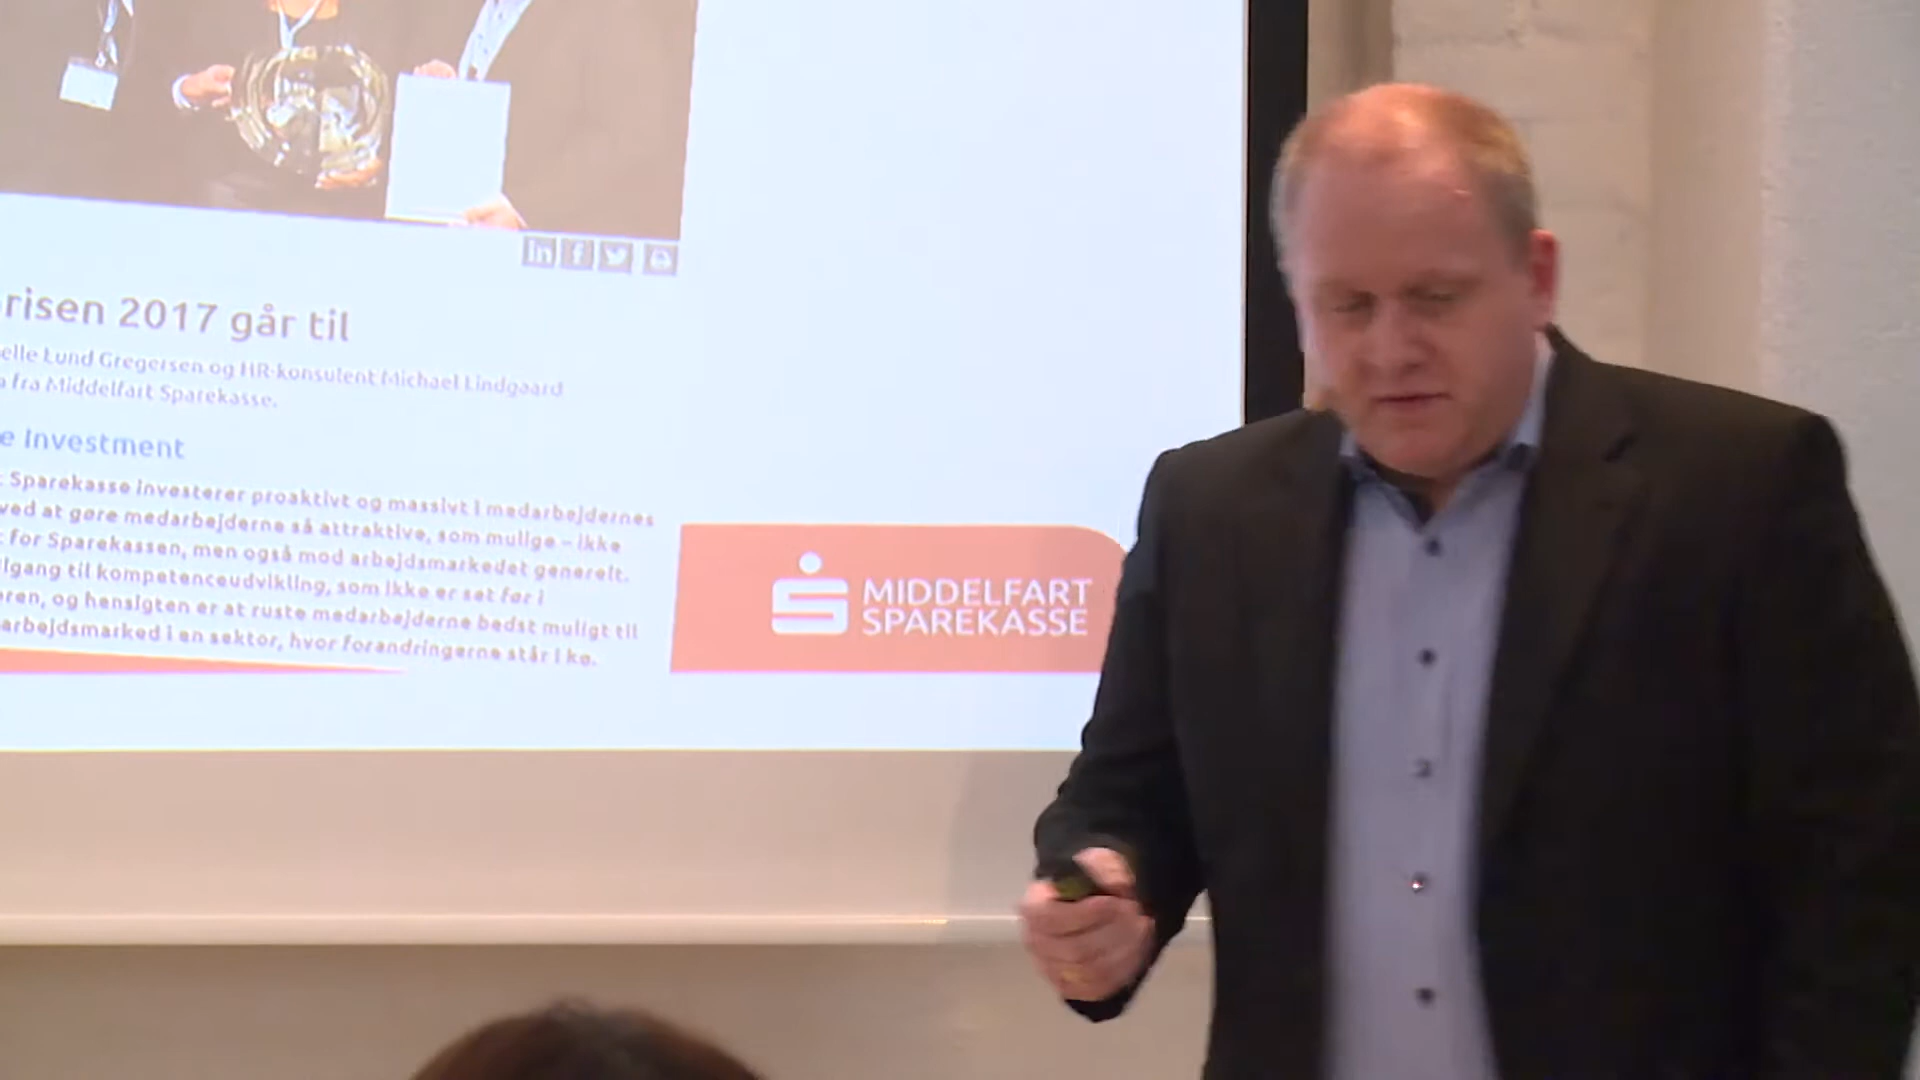 risen 2017 går til
elle Lund Gregersen og HR-konsulent Michael Lindgaard
fra Middelfart Sparekasse.
e Investment
Sparekasse investerer proaktivt og massivt i medarbejdernes
ved at gøre medarbejderne så attraktive, som mulige – ikke
for Sparekassen, men også mod arbejdsmarkedet generelt.
lgang til kompetenceudvikling, som ikke er set før i
ren, og hensigten er at ruste medarbejderne bedst muligt til
arbejdsmarked i en sektor, hvor forandringerne står i kø.
MIDDELFART
SPAREKASSE